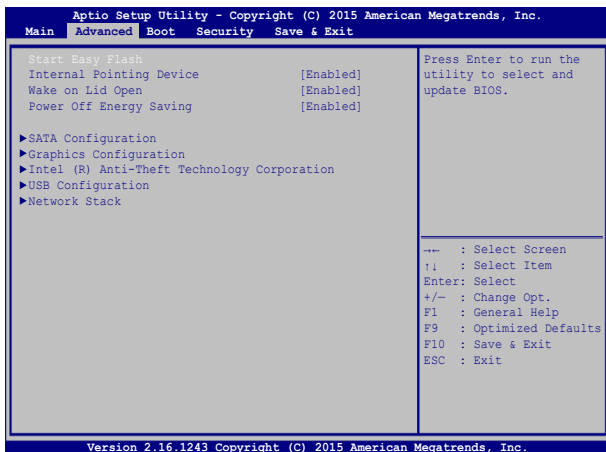 Aptio Setup Utility - Copyright (C) 2015 American Megatrends, Inc.
Main Advanced Boot Security Save & Exit
Start Easy Flash
Internal Pointing Device [Enabled]
Wake on Lid Open [Enabled]
Power Off Energy Saving [Enabled]
▶SATA Configuration
▶Graphics Configuration
▶Intel (R) Anti-Theft Technology Corporation
▶USB Configuration
▶Network Stack
Press Enter to run the
utility to select and
update BIOS.
→← : Select Screen
↑↓ : Select Item
Enter: Select
+/— : Change Opt.
F1 : General Help
F9 : Optimized Defaults
F10 : Save & Exit
ESC : Exit
Version 2.16.1243 Copyright (C) 2015 American Megatrends, Inc.